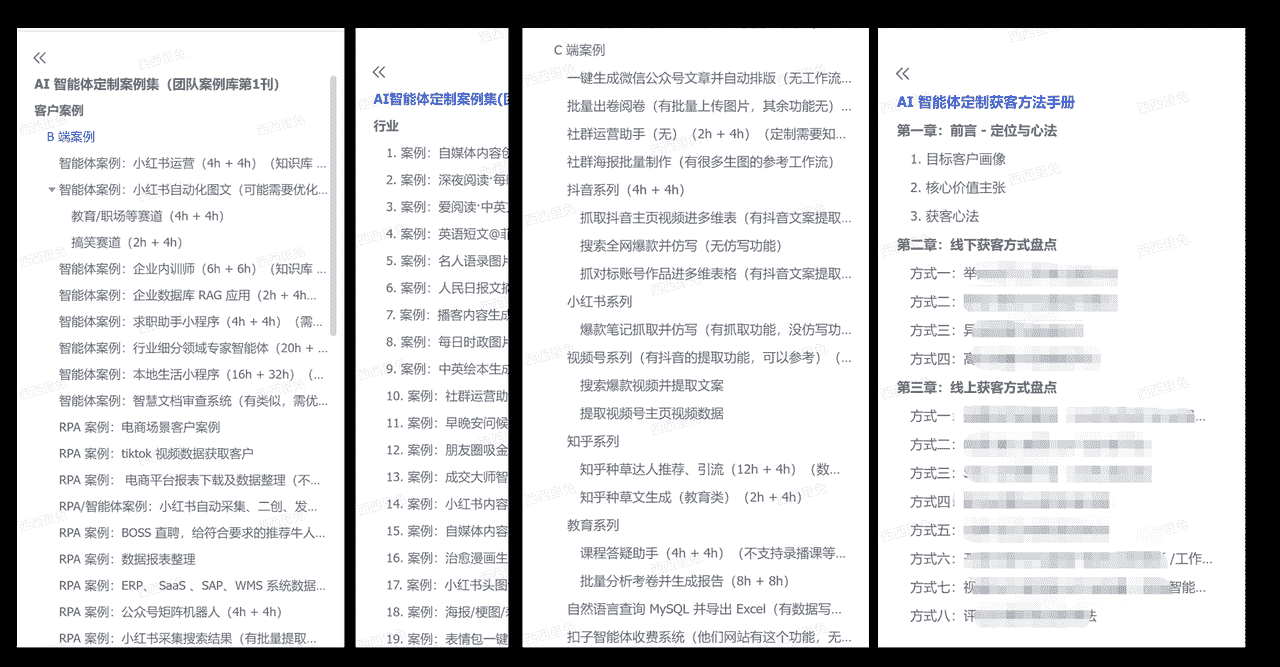 AI 智能体定制案例集（团队案例库第1刊）
客户案例
B 端案例
智能体案例：小红书运营（4h + 4h）（知识库 ...
智能体案例：小红书自动化图文（可能需要优化...
教育/职场等赛道（4h + 4h）
搞笑赛道（2h + 4h）
智能体案例：企业内训师（6h + 6h）（知识库 ...
智能体案例：企业数据库 RAG 应用（2h + 4h...
智能体案例：求职助手小程序（4h + 4h）（需...
智能体案例：行业细分领域专家智能体（20h + ...
智能体案例：本地生活小程序（16h + 32h）（...
智能体案例：智慧文档审查系统（有类似，需优...
RPA 案例：电商场景客户案例
RPA 案例：tiktok 视频数据获取客户
RPA 案例： 电商平台报表下载及数据整理（不...
RPA/智能体案例：小红书自动采集、二创、发...
RPA 案例：BOSS 直聘，给符合要求的推荐牛人...
RPA 案例：数据报表整理
RPA 案例：ERP、 SaaS 、SAP、WMS 系统数据...
RPA 案例：公众号矩阵机器人（4h + 4h）
RPA 案例：小红书采集搜索结果（有批量提取...
AI智能体定制案例集(团
行业
1. 案例：自媒体内容创
2. 案例：深夜阅读·每
3. 案例：爱阅读·中英
4. 案例：英语短文@菲
5. 案例：名人语录图片
6. 案例：人民日报文摘
7. 案例：播客内容生成
8. 案例：每日时政图片
9. 案例：中英绘本生成
10. 案例：社群运营助
11. 案例：早晚安问候
12. 案例：朋友圈吸金
13. 案例：成交大师智
14. 案例：小红书内容
15. 案例：自媒体内容
16. 案例：治愈漫画生
17. 案例：小红书头图
18. 案例：海报/梗图/
19. 案例：表情包一键
C 端案例
一键生成微信公众号文章并自动排版（无工作流...
批量出卷阅卷（有批量上传图片，其余功能无）...
社群运营助手（无）（2h + 4h）（定制需要知...
社群海报批量制作（有很多生图的参考工作流）
抖音系列（4h + 4h）
抓取抖音主页视频进多维表（有抖音文案提取...
搜索全网爆款并仿写（无仿写功能）
抓对标账号作品进多维表格（有抖音文案提取...
小红书系列
爆款笔记抓取并仿写（有抓取功能，没仿写功...
视频号系列（有抖音的提取功能，可以参考）（...
搜索爆款视频并提取文案
提取视频号主页视频数据
知乎系列
知乎种草达人推荐、引流（12h + 4h）（数...
知乎种草文生成（教育类）（2h + 4h）
教育系列
课程答疑助手（4h + 4h）（不支持录播课等...
批量分析考卷并生成报告（8h + 8h）
自然语言查询 MySQL 并导出 Excel（有数据写...
扣子智能体收费系统（他们网站有这个功能，无...
AI 智能体定制获客方法手册
第一章：前言 - 定位与心法
1. 目标客户画像
2. 核心价值主张
3. 获客心法
第二章：线下获客方式盘点
方式一：举
方式二：
方式三：异
方式四：高
第三章：线上获客方式盘点
方式一：
...
方式二：
方式三：
方式四：
方式五：
方式六： /工作...
方式七：视 智能...
方式八：评 法
西西里兔